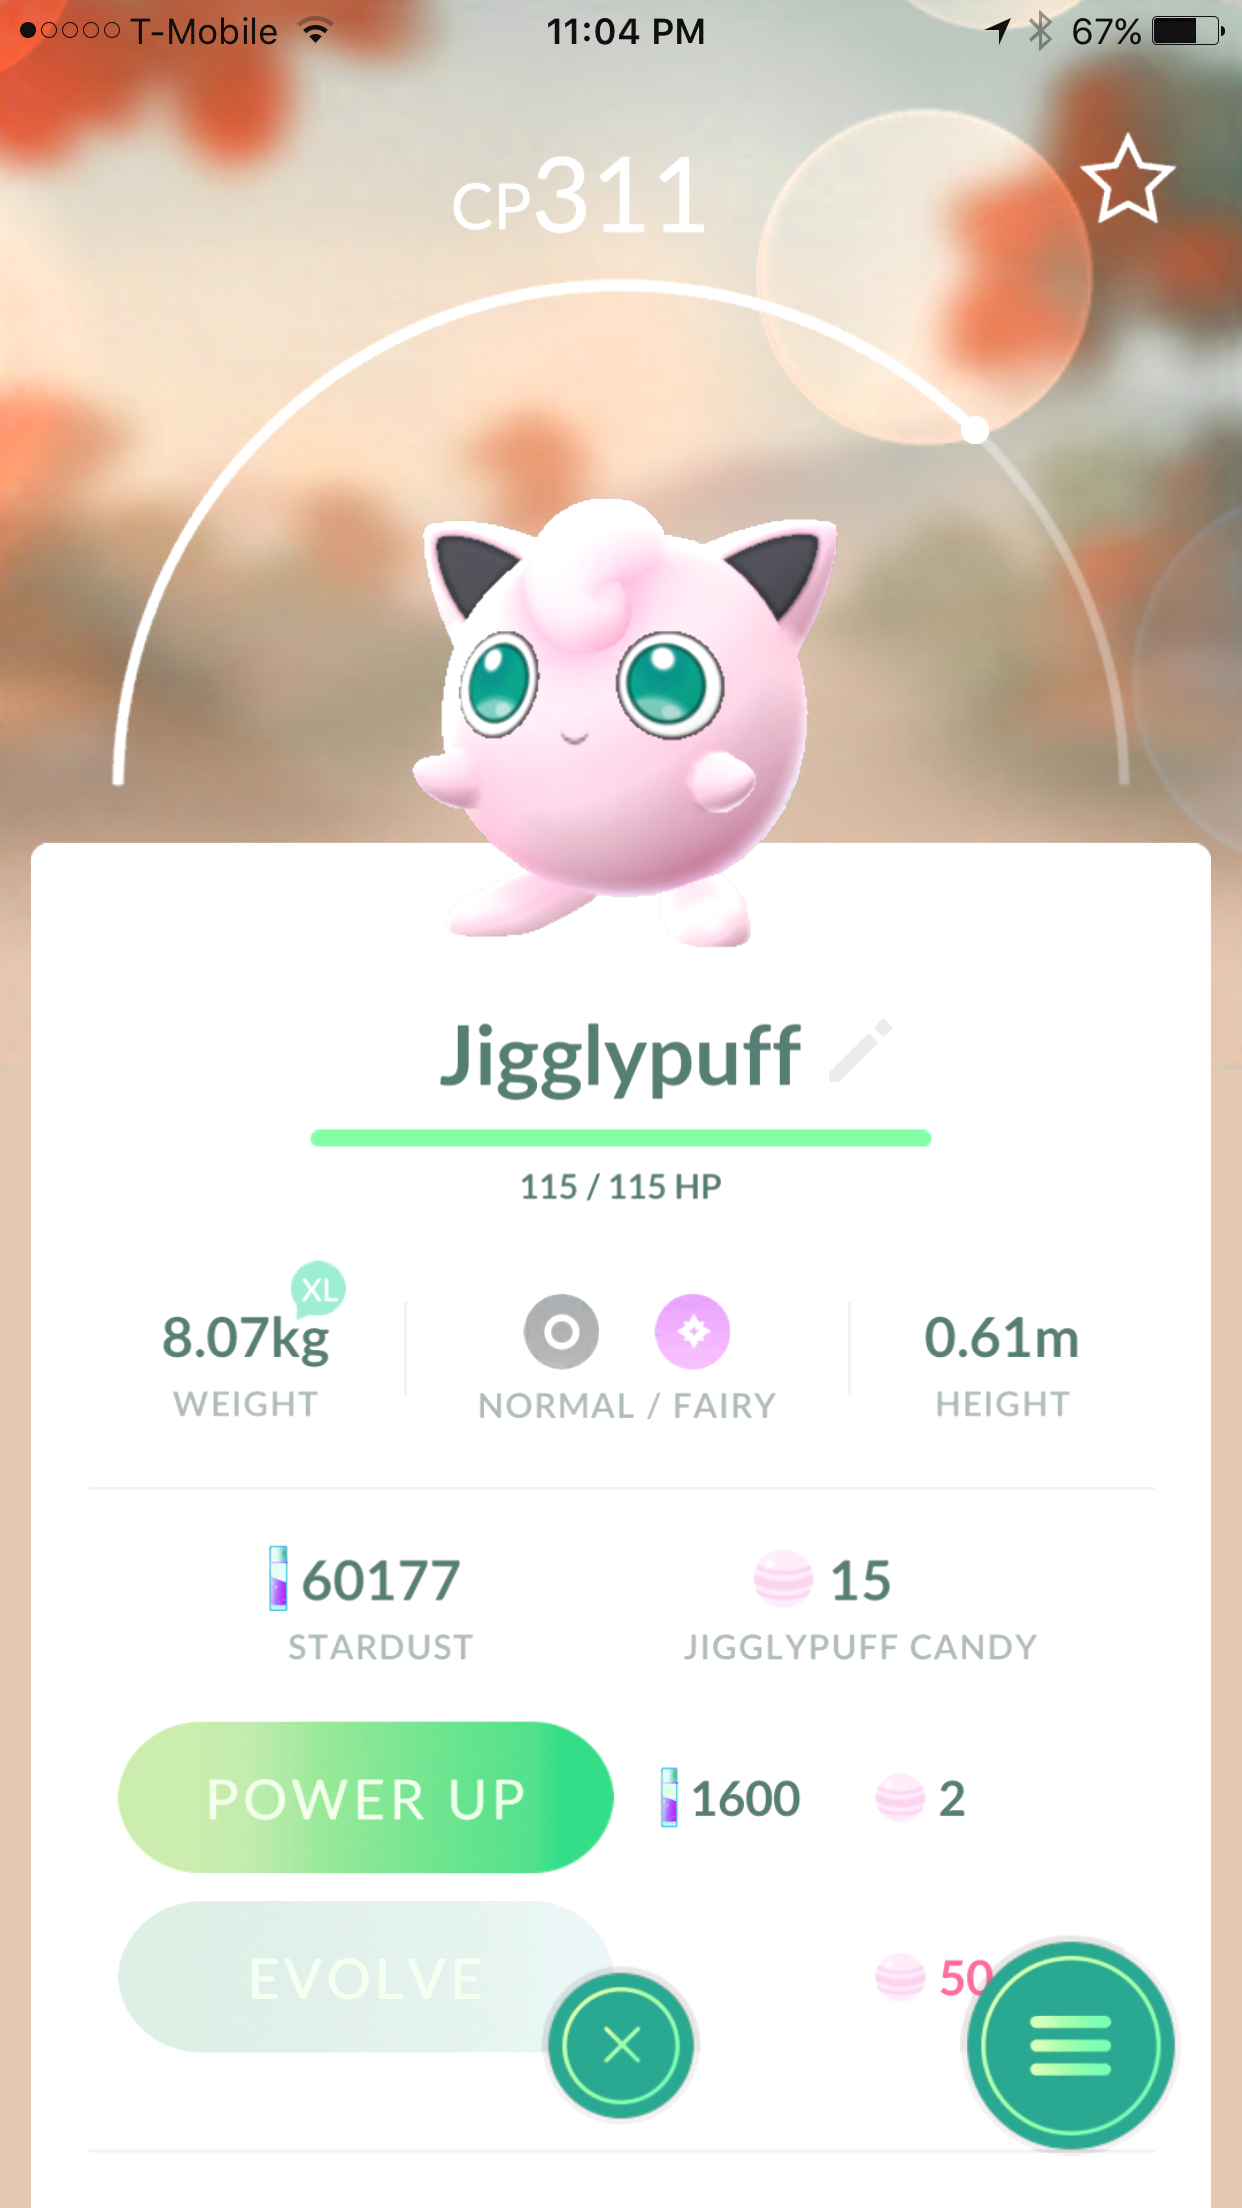 T-Mobile 11:04 PM 67%
CP311
Jigglypuff
115 / 115 HP
XL
8.07kg 0.61m
WEIGHT NORMAL / FAIRY HEIGHT
60177 15
STARDUST JIGGLYPUFF CANDY
POWER UP 1600 2
EVOLVE 50